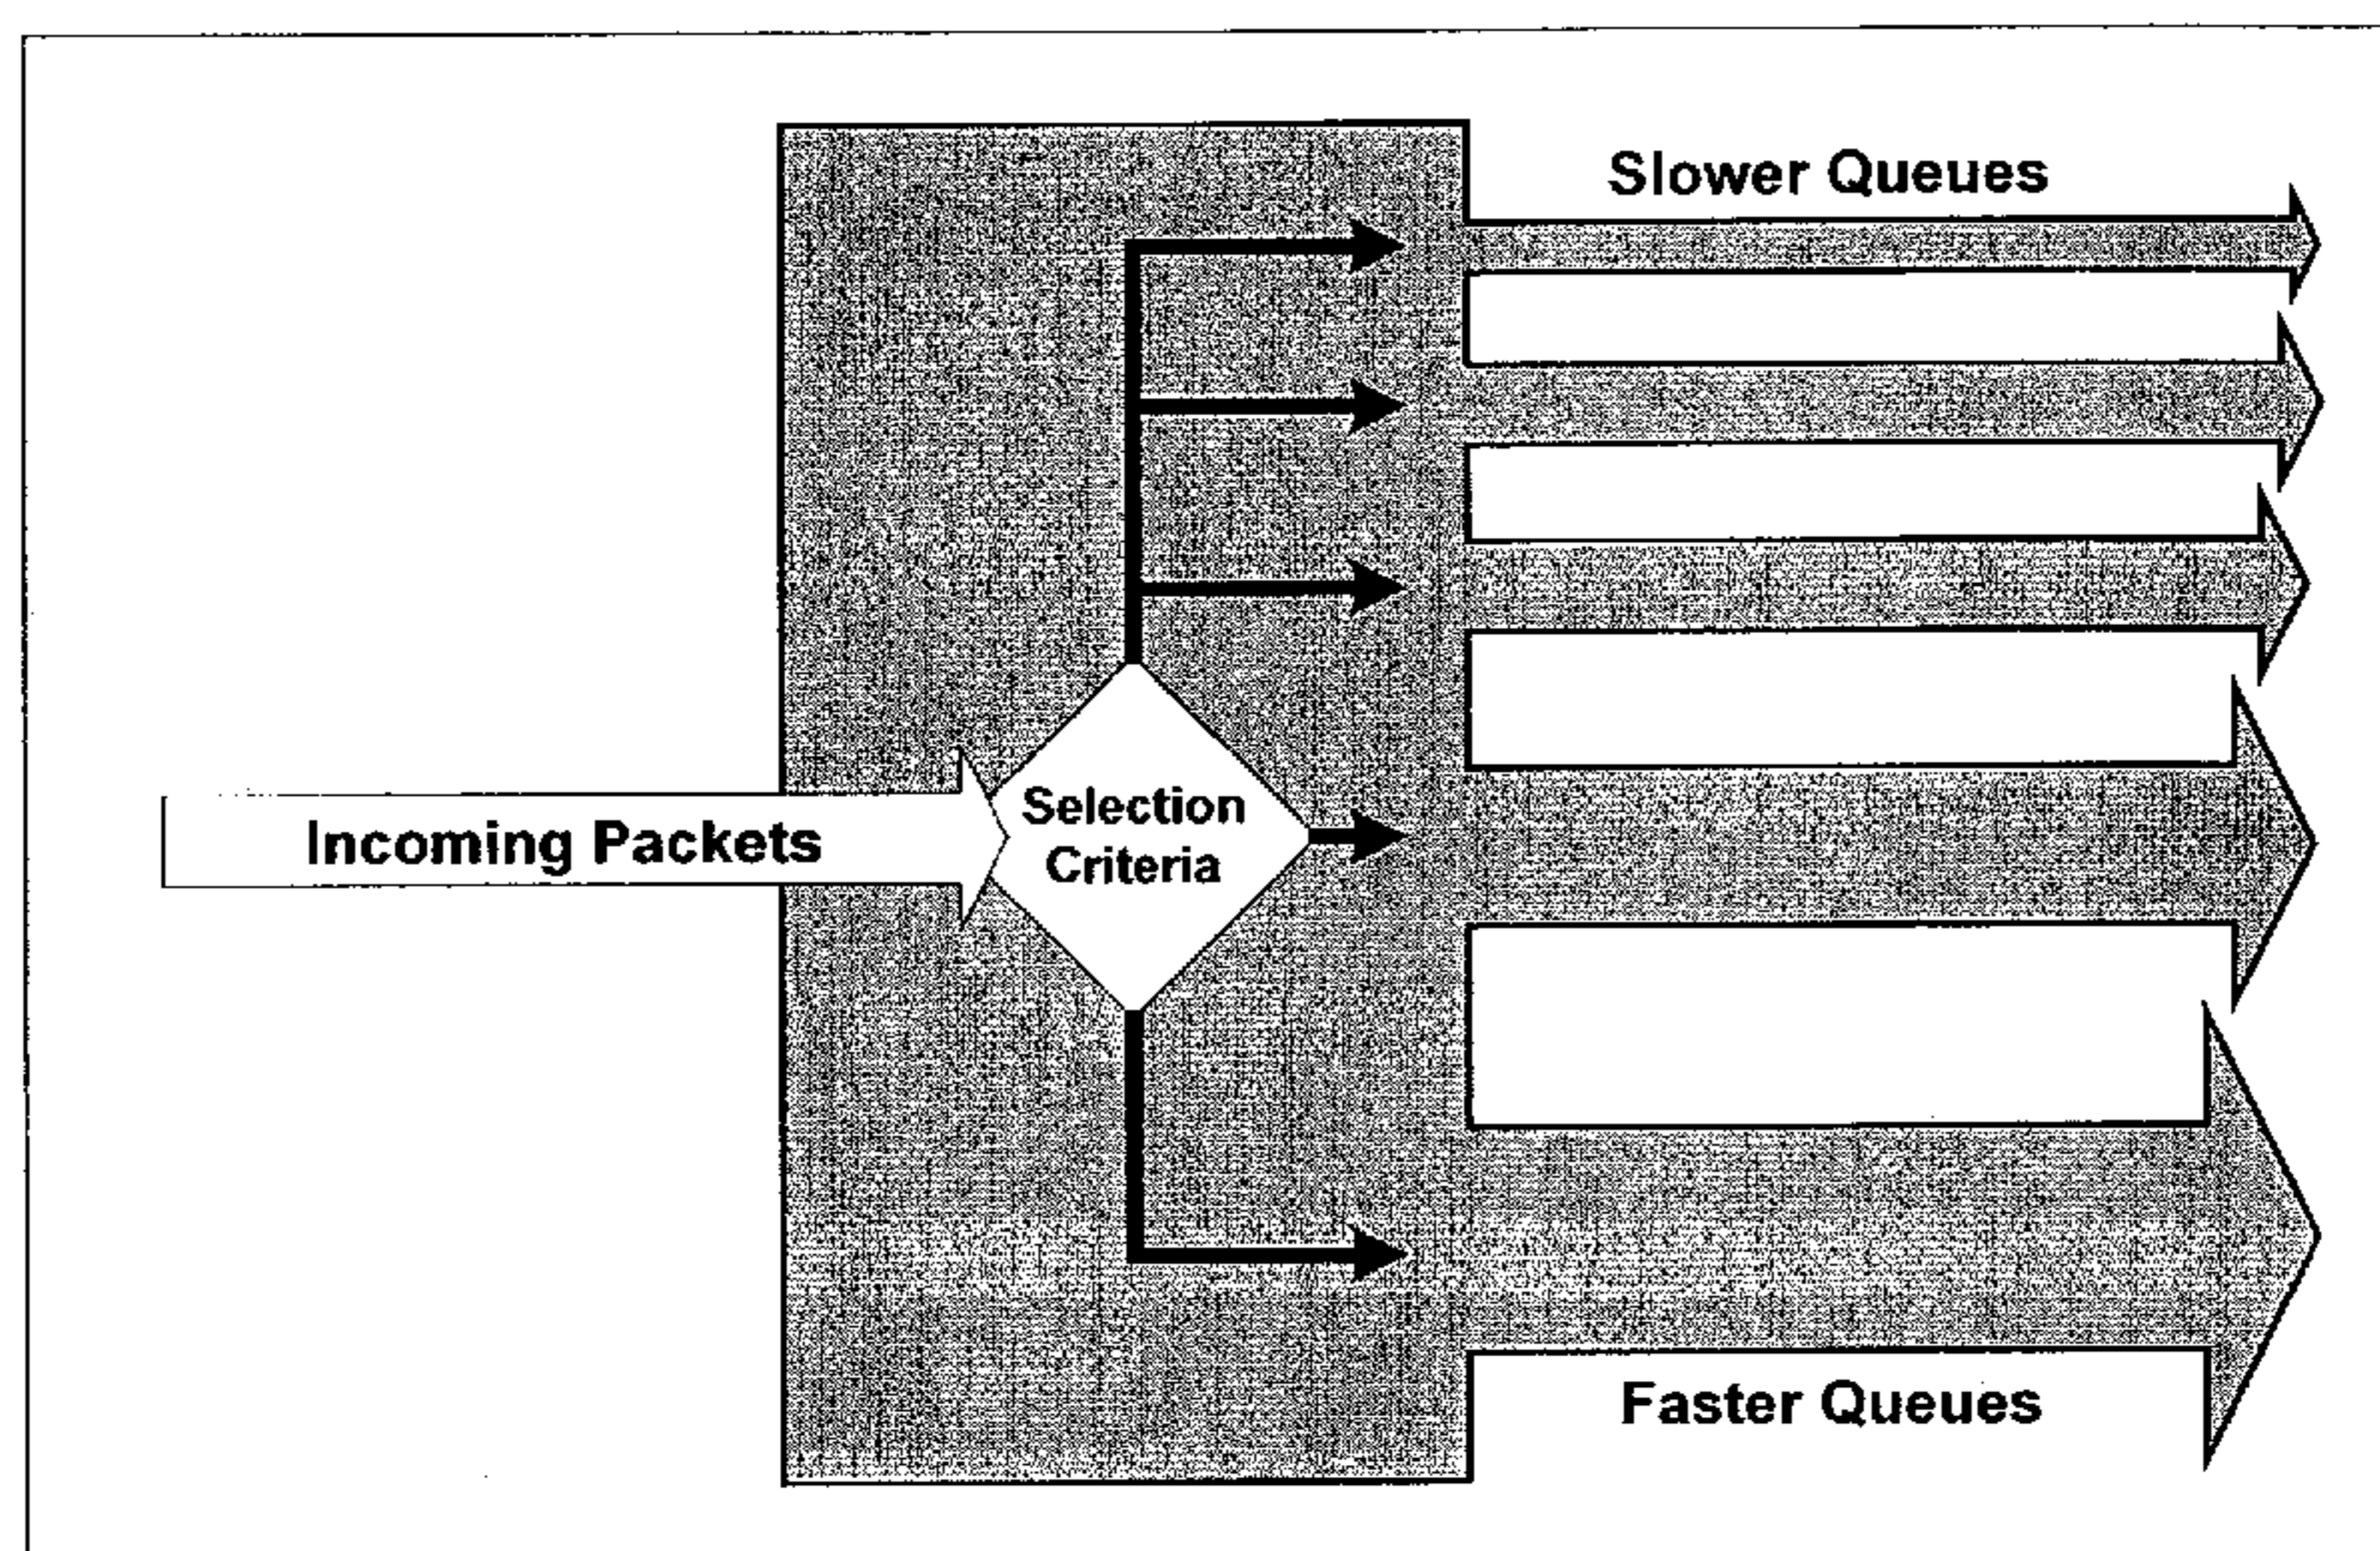 Slower Queues
Incoming Packets
Selection
Criteria
Faster Queues